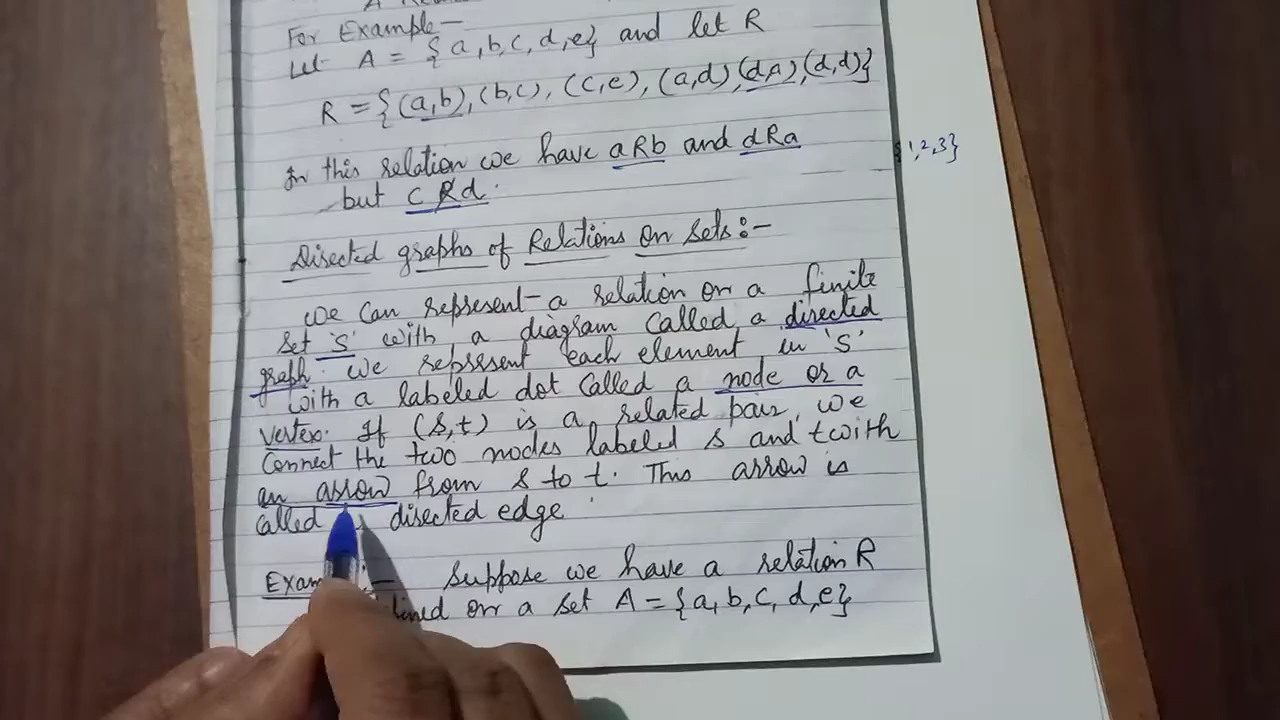 For Example-
Let A = {a,b,c,d,e} and let R
R = {(a,b),(b,c),(c,e),(a,d)(d,A),(d,d)}
{1,2,3}
In this relation we have aRb and dRa
but c R̸ d.
Directed graphs of Relations on sets:-
We can represent a relation on a finite
set 'S' with a diagram called a directed
graph. We represent each element in 'S'
with a labeled dot called a node or a
vertex. If (s,t) is a related pair, we
connect the two nodes labeled s and t with
an arrow from s to t. This arrow is
called directed edge
:- Suppose we have a relation R
on a set A = {a,b,c,d,e}